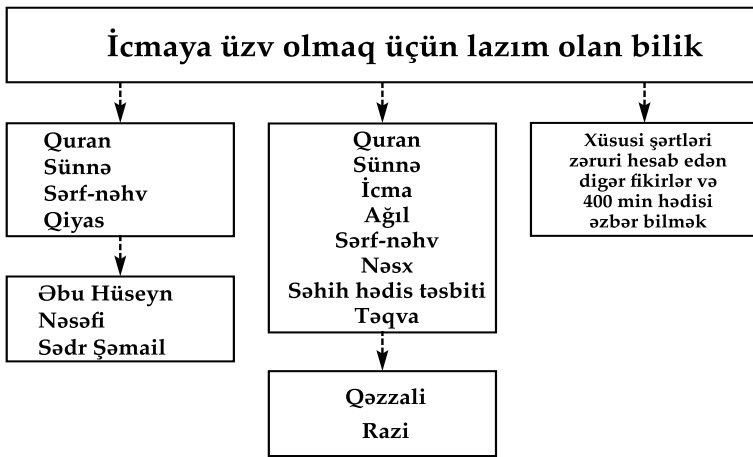 İcmaya üzv olmaq üçün lazım olan bilik
Quran
Sünnə
Sərf-nəhv
Qiyas
Əbu Hüseyn
Nəsəfi
Sədr Şəmail
Quran
Sünnə
İcma
Ağıl
Sərf-nəhv
Nəsx
Səhih hədis təsbiti
Təqva
Qəzzali
Razi
Xüsusi şərtləri
zəruri hesab edən
digər fikirlər və
400 min hədisi
əzbər bilmək